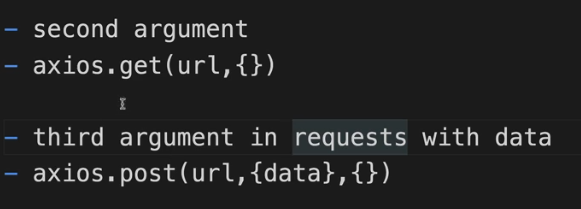 - second argument
- axios.get(url,{})
- third argument in requests with data
- axios.post(url,{data},{})